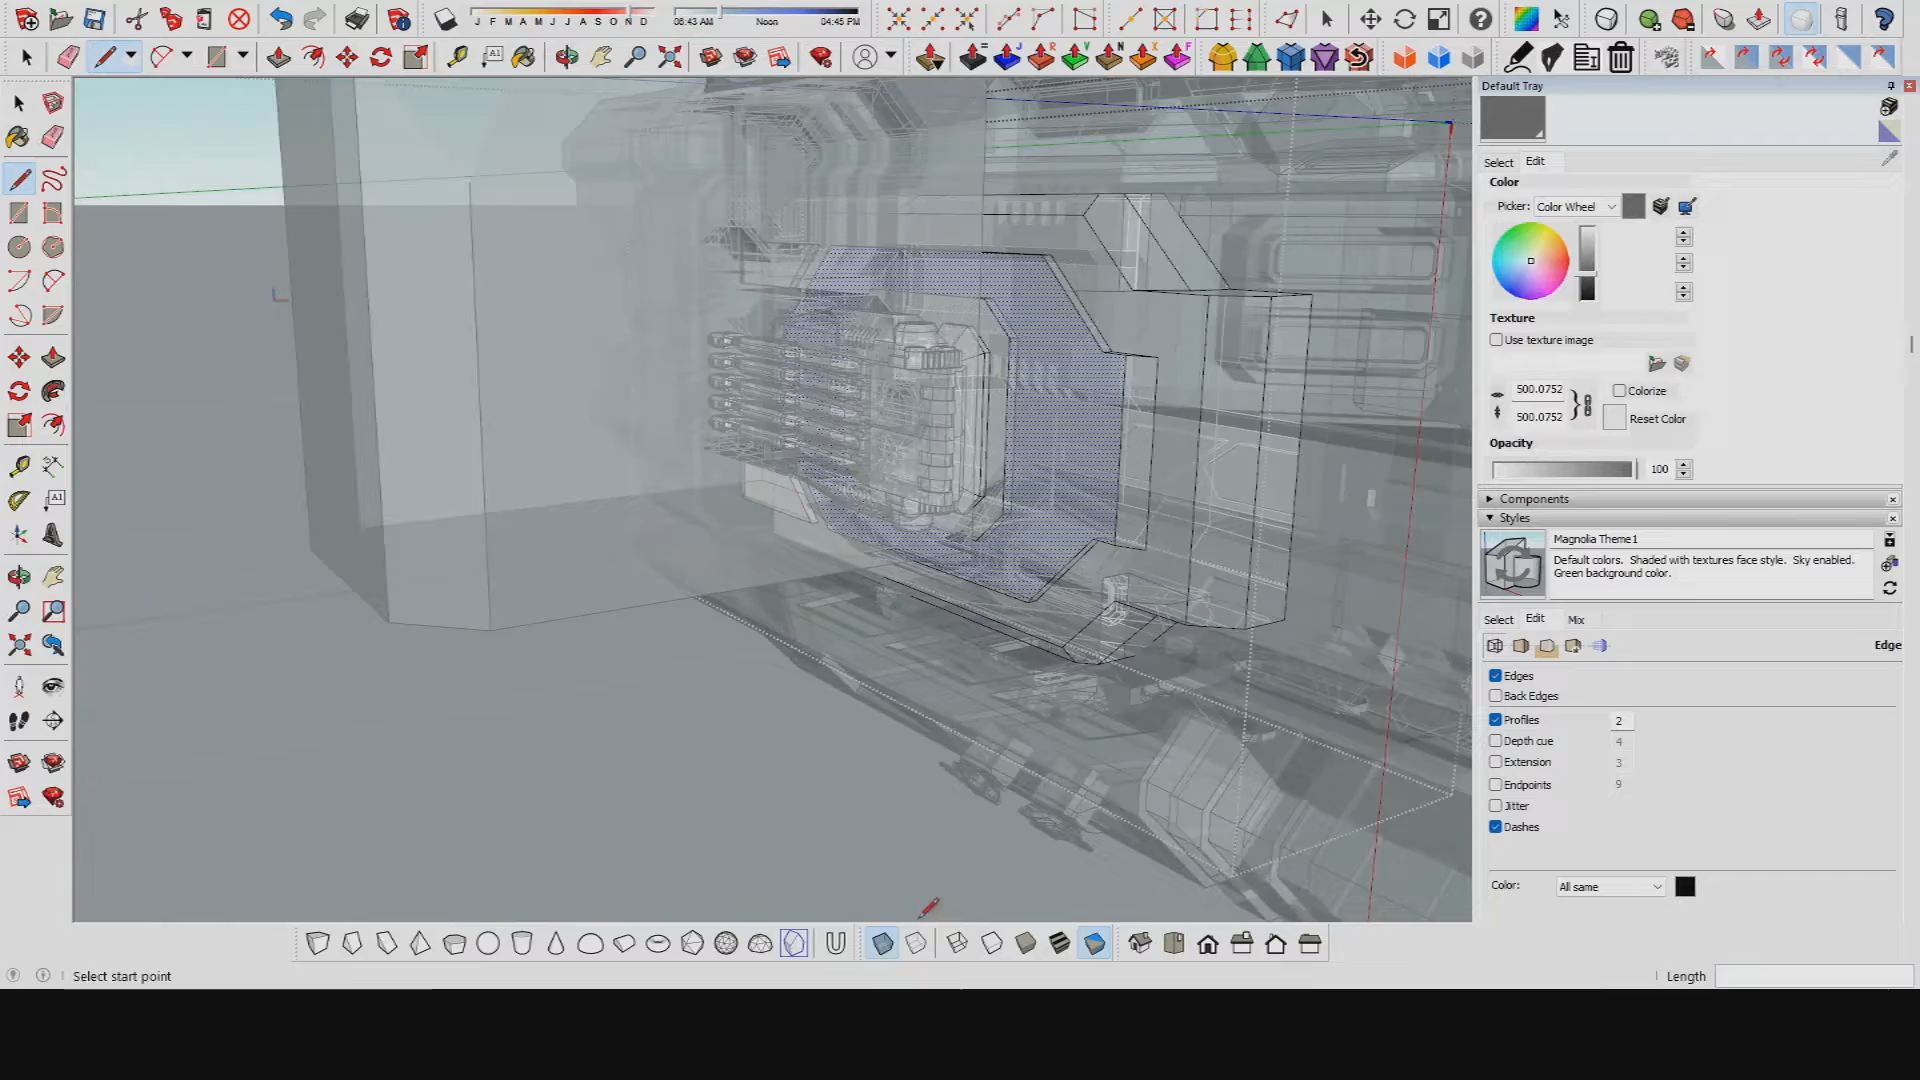 J F M A M J J A S O N D
06:43 AM Noon 04:45 PM
= J R V N X F
A1
A1
Default Tray
Select Edit
Color
Picker: Color Wheel
Texture
Use texture image
500.0752
Colorize
500.0752
Reset Color
Opacity
100
Components
Styles
Magnolia Theme1
Default colors. Shaded with textures face style. Sky enabled.
Green background color.
Select Edit Mix
Edge
Edges
Back Edges
Profiles 2
Depth cue 4
Extension 3
Endpoints 9
Jitter
Dashes
Color: All same
Select start point
Length